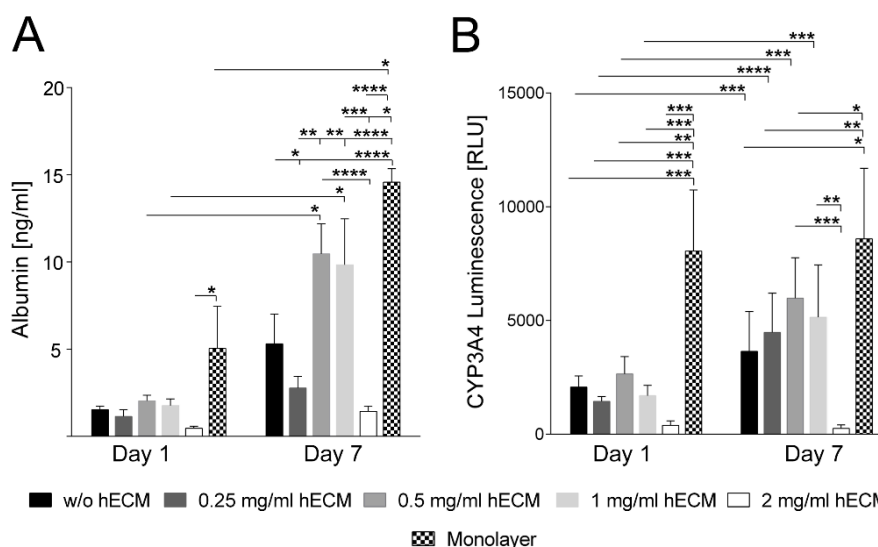 A
B
Albumin [ng/ml]
20
15
10
5
Day 1
Day 7
*
****
*** *
** ** ****
* ****
****
*
*
*
CYP3A4 Luminescence [RLU]
15000
10000
5000
0
Day 1
Day 7
***
***
****
***
***
***
**
***
***
*
**
*
**
***
w/o hECM 0.25 mg/ml hECM 0.5 mg/ml hECM 1 mg/ml hECM 2 mg/ml hECM
Monolayer